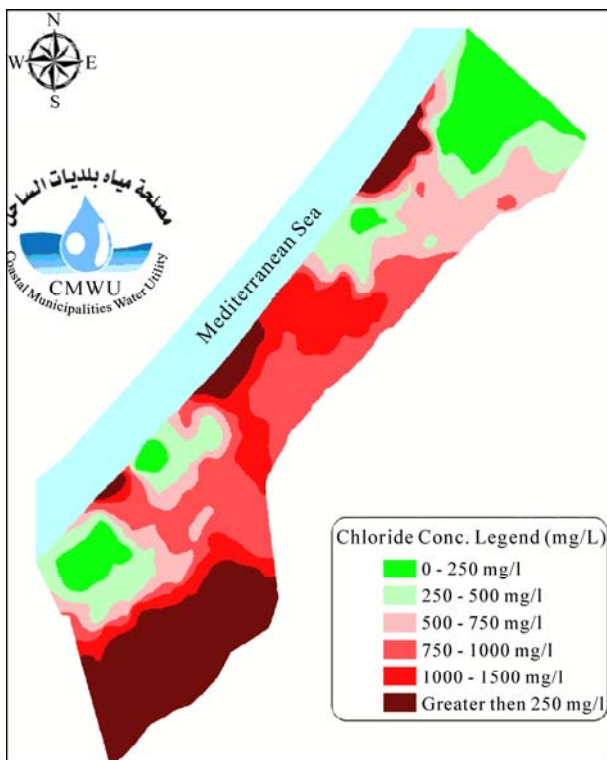 N
W E
S
مصلحة مياه بلديات الساحل
CMWU
Coastal Municipalities Water Utility
Mediterranean Sea
Chloride Conc. Legend (mg/L)
0 - 250 mg/l
250 - 500 mg/l
500 - 750 mg/l
750 - 1000 mg/l
1000 - 1500 mg/l
Greater then 250 mg/l